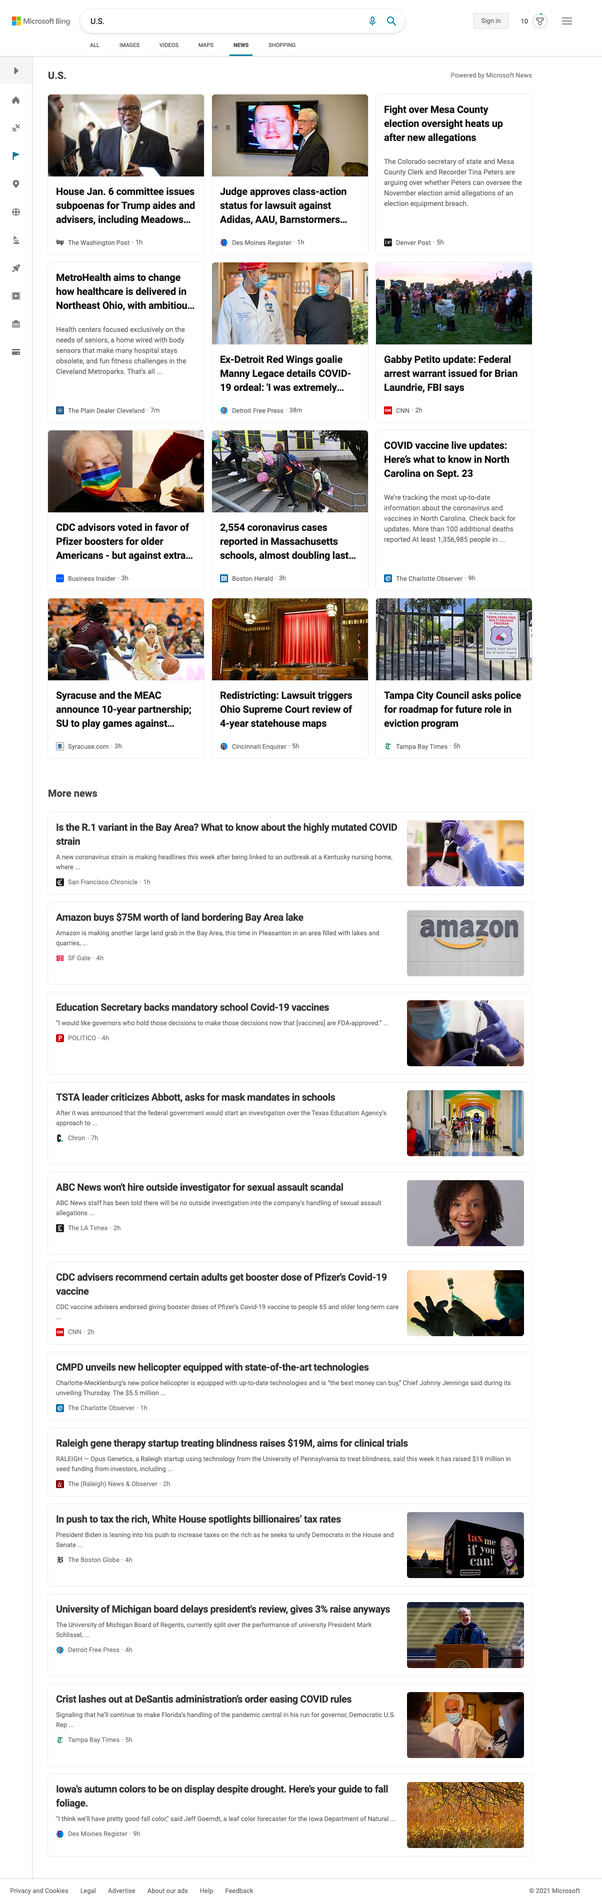 Microsoft Bing
U.S.
Sign in
10
ALL IMAGES VIDEOS MAPS NEWS SHOPPING
U.S.
Powered by Microsoft News
House Jan. 6 committee issues
subpoenas for Trump aides and
advisers, including Meadows...
The Washington Post · 1h
Judge approves class-action
status for lawsuit against
Adidas, AAU, Barnstormers...
Des Moines Register · 1h
Fight over Mesa County
election oversight heats up
after new allegations
The Colorado secretary of state and Mesa
County Clerk and Recorder Tina Peters are
arguing over whether Peters can oversee the
November election amid allegations of an
election equipment breach.
Denver Post · 5h
MetroHealth aims to change
how healthcare is delivered in
Northeast Ohio, with ambitiou...
Health centers focused exclusively on the
needs of seniors, a home wired with body
sensors that make many hospital stays
obsolete, and fun fitness challenges in the
Cleveland Metroparks. That's all ...
The Plain Dealer Cleveland · 7m
Ex-Detroit Red Wings goalie
Manny Legace details COVID-
19 ordeal: 'I was extremely...
Detroit Free Press · 38m
Gabby Petito update: Federal
arrest warrant issued for Brian
Laundrie, FBI says
CNN · 2h
CDC advisors voted in favor of
Pfizer boosters for older
Americans - but against extra...
Business Insider · 3h
2,554 coronavirus cases
reported in Massachusetts
schools, almost doubling last...
Boston Herald · 3h
COVID vaccine live updates:
Here's what to know in North
Carolina on Sept. 23
We're tracking the most up-to-date
information about the coronavirus and
vaccines in North Carolina. Check back for
updates. More than 100 additional deaths
reported At least 1,356,985 people in ...
The Charlotte Observer · 9h
Syracuse and the MEAC
announce 10-year partnership;
SU to play games against...
Syracuse.com · 3h
Redistricting: Lawsuit triggers
Ohio Supreme Court review of
4-year statehouse maps
Cincinnati Enquirer · 5h
Tampa City Council asks police
for roadmap for future role in
eviction program
Tampa Bay Times · 5h
More news
Is the R.1 variant in the Bay Area? What to know about the highly mutated COVID
strain
A new coronavirus strain is making headlines this week after being linked to an outbreak at a Kentucky nursing home,
where ...
San Francisco Chronicle · 1h
Amazon buys $75M worth of land bordering Bay Area lake
Amazon is making another large land grab in the Bay Area, this time in Pleasanton in an area filled with lakes and
quarries, ...
SF Gate · 4h
amazon
Education Secretary backs mandatory school Covid-19 vaccines
"I would like governors who hold those decisions to make those decisions now that [vaccines] are FDA-approved." ...
POLITICO · 4h
TSTA leader criticizes Abbott, asks for mask mandates in schools
After it was announced that the federal government would start an investigation over the Texas Education Agency's
approach to ...
Chron · 7h
ABC News won't hire outside investigator for sexual assault scandal
ABC News staff has been told there will be no outside investigation into the company's handling of sexual assault
allegations ...
The LA Times · 2h
CDC advisers recommend certain adults get booster dose of Pfizer's Covid-19
vaccine
CDC vaccine advisers endorsed giving booster doses of Pfizer's Covid-19 vaccine to people 65 and older long-term care
...
CNN · 2h
CMPD unveils new helicopter equipped with state-of-the-art technologies
Charlotte-Mecklenburg's new police helicopter is equipped with up-to-date technologies and is "the best money can buy," Chief Johnny Jennings said during its
unveiling Thursday. The $5.5 million ...
The Charlotte Observer · 1h
Raleigh gene therapy startup treating blindness raises $19M, aims for clinical trials
RALEIGH — Opus Genetics, a Raleigh startup using technology from the University of Pennsylvania to treat blindness, said this week it has raised $19 million in
seed funding from investors, including ...
The (Raleigh) News & Observer · 2h
In push to tax the rich, White House spotlights billionaires' tax rates
President Biden is leaning into his push to increase taxes on the rich as he seeks to unify Democrats in the House and
Senate ...
The Boston Globe · 4h
tax me
if you
can!
University of Michigan board delays president's review, gives 3% raise anyways
The University of Michigan Board of Regents, currently split over the performance of university President Mark
Schlissel, ...
Detroit Free Press · 4h
Crist lashes out at DeSantis administration's order easing COVID rules
Signaling that he'll continue to make Florida's handling of the pandemic central in his run for governor, Democratic U.S.
Rep ...
Tampa Bay Times · 5h
Iowa's autumn colors to be on display despite drought. Here's your guide to fall
foliage.
"I think we'll have pretty good fall color," said Jeff Goerndt, a leaf color forecaster for the Iowa Department of Natural ...
Des Moines Register · 9h
Privacy and Cookies Legal Advertise About our ads Help Feedback
© 2021 Microsoft